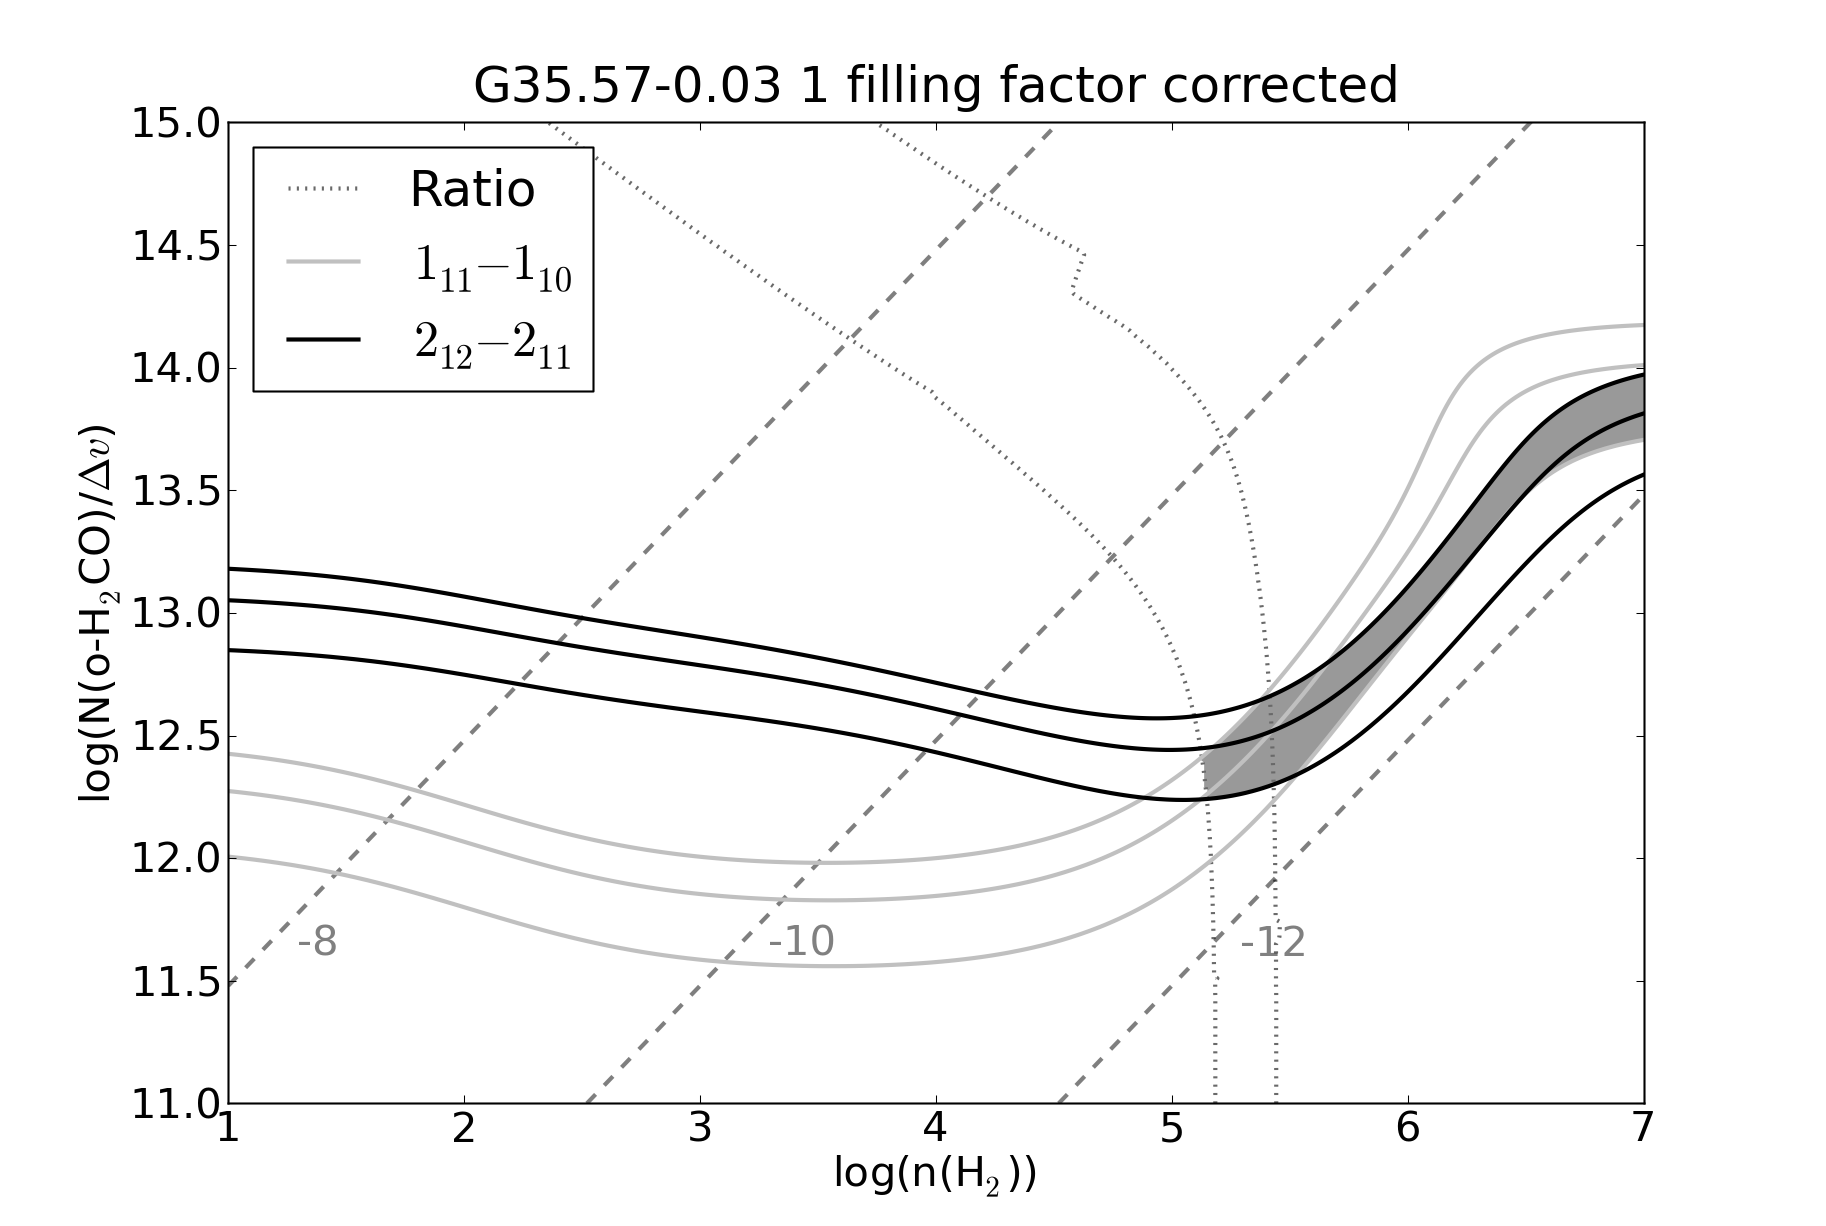 G35.57-0.03 1 filling factor corrected
15.0
14.5
14.0
13.5
13.0
12.5
12.0
11.5
11.0
log(N(o-H₂CO)/Δv)
Ratio
1₁₁−1₁₀
2₁₂−2₁₁
-8
-10
-12
1 2 3 4 5 6 7
log(n(H₂))